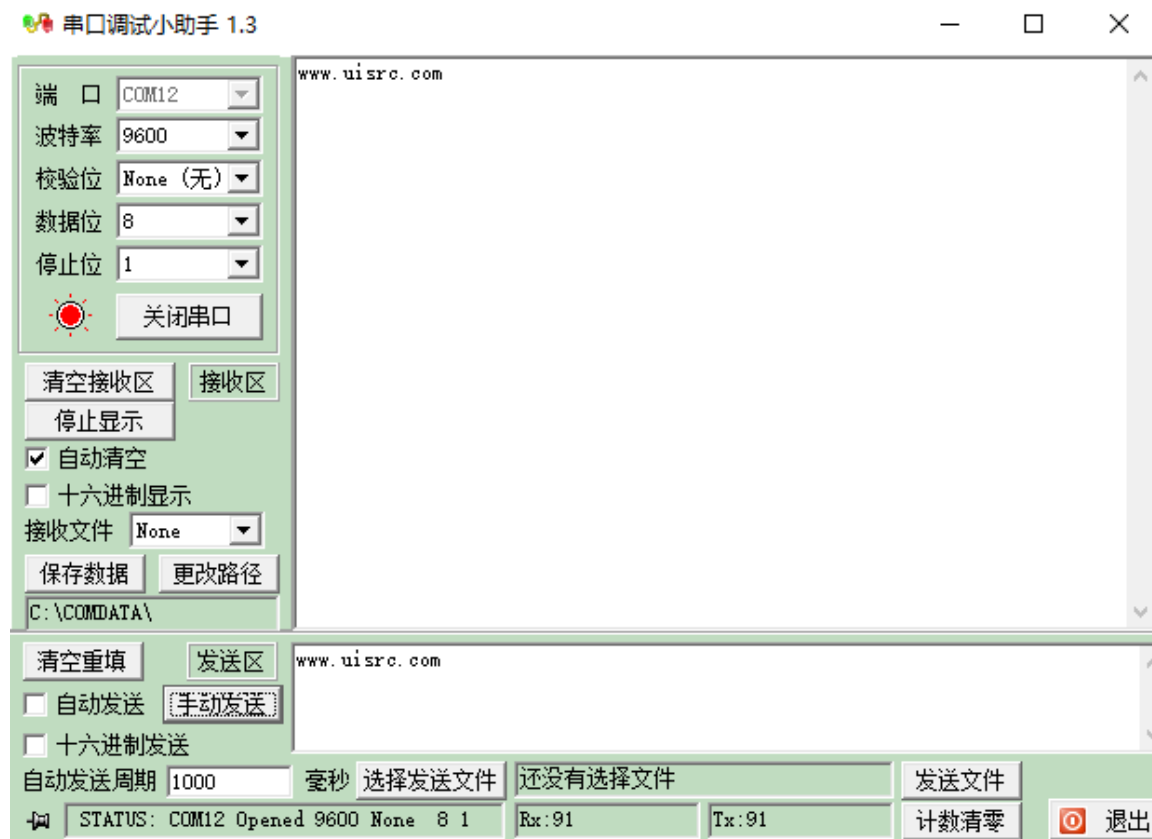 串口调试小助手 1.3
端 口 COM12
波特率 9600
校验位 None (无)
数据位 8
停止位 1
关闭串口
清空接收区 接收区
停止显示
自动清空
十六进制显示
接收文件 None
保存数据 更改路径
C:\COMDATA\
www.uisrc.com
清空重填 发送区
自动发送 手动发送
十六进制发送
www.uisrc.com
自动发送周期 1000 毫秒 选择发送文件 还没有选择文件 发送文件
STATUS: COM12 Opened 9600 None 8 1 Rx:91 Tx:91 计数清零 退出